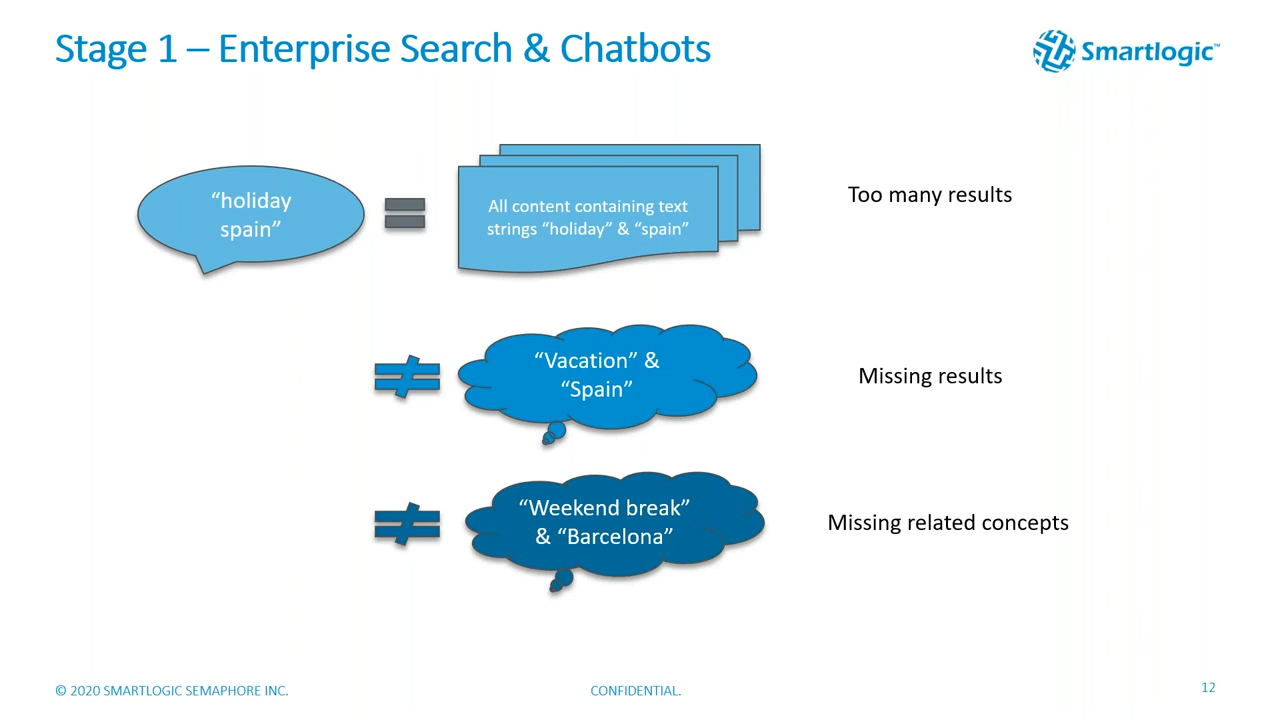 Stage 1 – Enterprise Search & Chatbots
Smartlogic™
“holiday
spain”
All content containing text
strings “holiday” & “spain”
Too many results
“Vacation” &
“Spain”
Missing results
“Weekend break”
& “Barcelona”
Missing related concepts
© 2020 SMARTLOGIC SEMAPHORE INC.
CONFIDENTIAL.
12